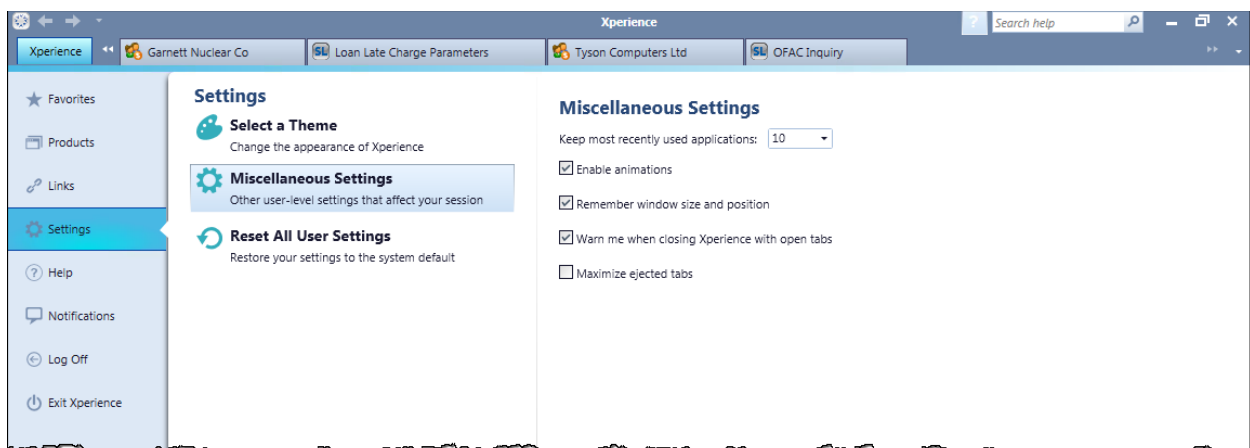 Xperience
Search help
Xperience
Garnett Nuclear Co
SL Loan Late Charge Parameters
Tyson Computers Ltd
SL OFAC Inquiry
Favorites
Products
Links
Settings
Help
Notifications
Log Off
Exit Xperience
Settings
Select a Theme
Change the appearance of Xperience
Miscellaneous Settings
Other user-level settings that affect your session
Reset All User Settings
Restore your settings to the system default
Miscellaneous Settings
Keep most recently used applications: 10
Enable animations
Remember window size and position
Warn me when closing Xperience with open tabs
Maximize ejected tabs